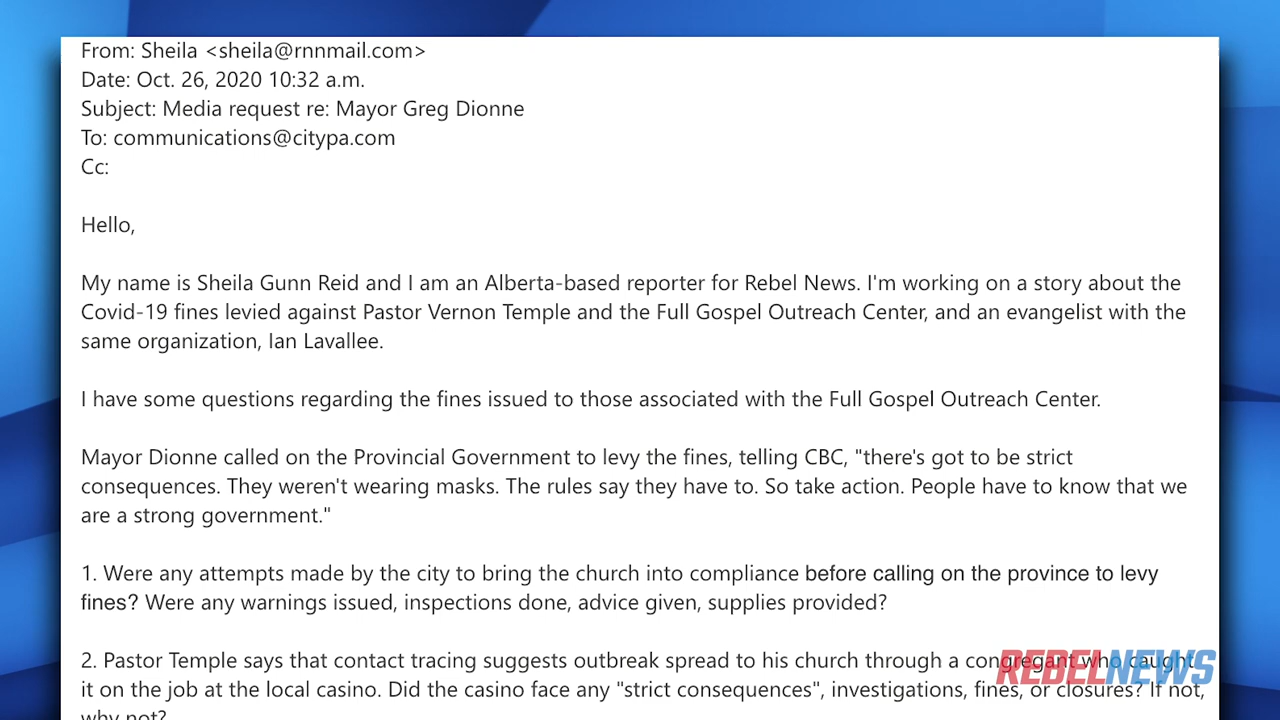 From: Sheila <sheila@rnnmail.com>
Date: Oct. 26, 2020 10:32 a.m.
Subject: Media request re: Mayor Greg Dionne
To: communications@citypa.com
Cc:
Hello,
My name is Sheila Gunn Reid and I am an Alberta-based reporter for Rebel News. I'm working on a story about the
Covid-19 fines levied against Pastor Vernon Temple and the Full Gospel Outreach Center, and an evangelist with the
same organization, Ian Lavallee.
I have some questions regarding the fines issued to those associated with the Full Gospel Outreach Center.
Mayor Dionne called on the Provincial Government to levy the fines, telling CBC, "there's got to be strict
consequences. They weren't wearing masks. The rules say they have to. So take action. People have to know that we
are a strong government."
1. Were any attempts made by the city to bring the church into compliance before calling on the province to levy
fines? Were any warnings issued, inspections done, advice given, supplies provided?
2. Pastor Temple says that contact tracing suggests outbreak spread to his church through a congregant who caught
it on the job at the local casino. Did the casino face any "strict consequences", investigations, fines, or closures? If not,
why not?
REBELNEWS